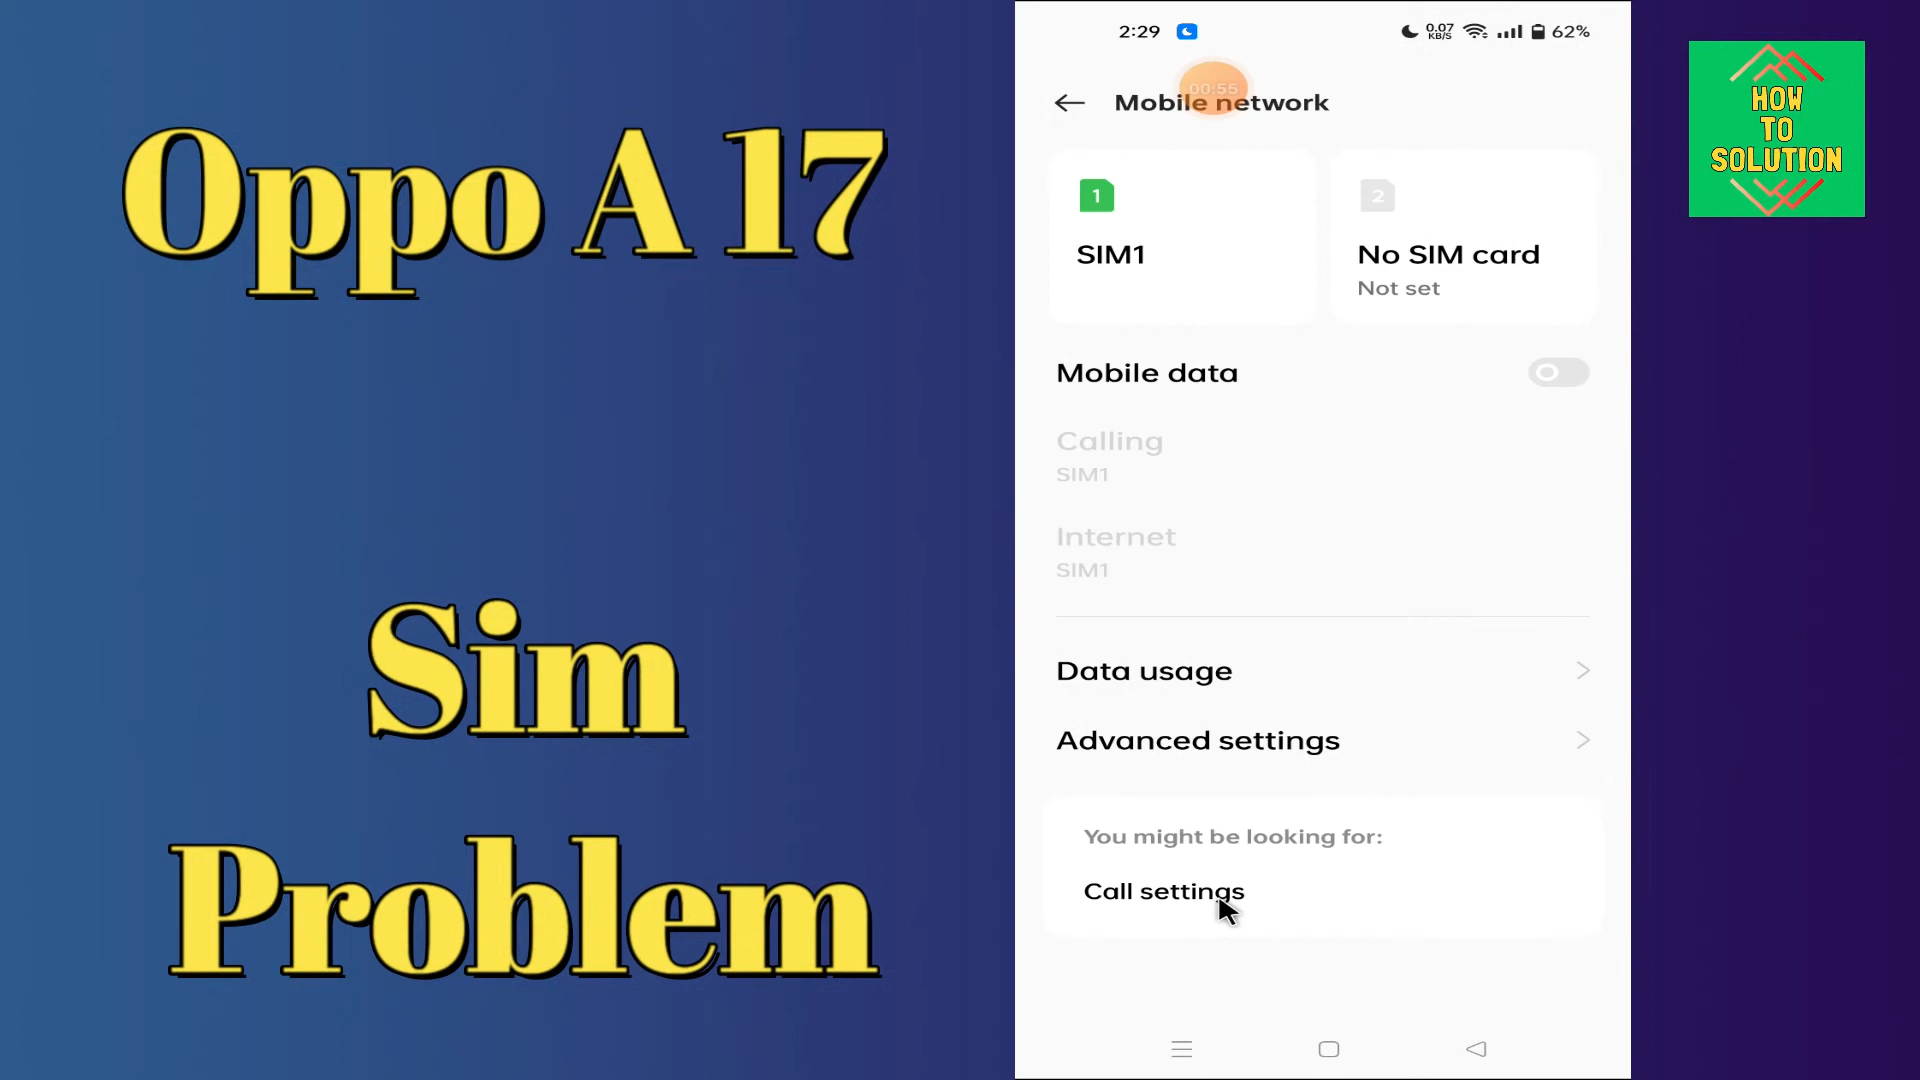 Oppo A 17
Sim
Problem
2:29
0.07
KB/S
62%
00:55
Mobile network
1
SIM1
2
No SIM card
Not set
Mobile data
Calling
SIM1
Internet
SIM1
Data usage
Advanced settings
You might be looking for:
Call settings
HOW
TO
SOLUTION